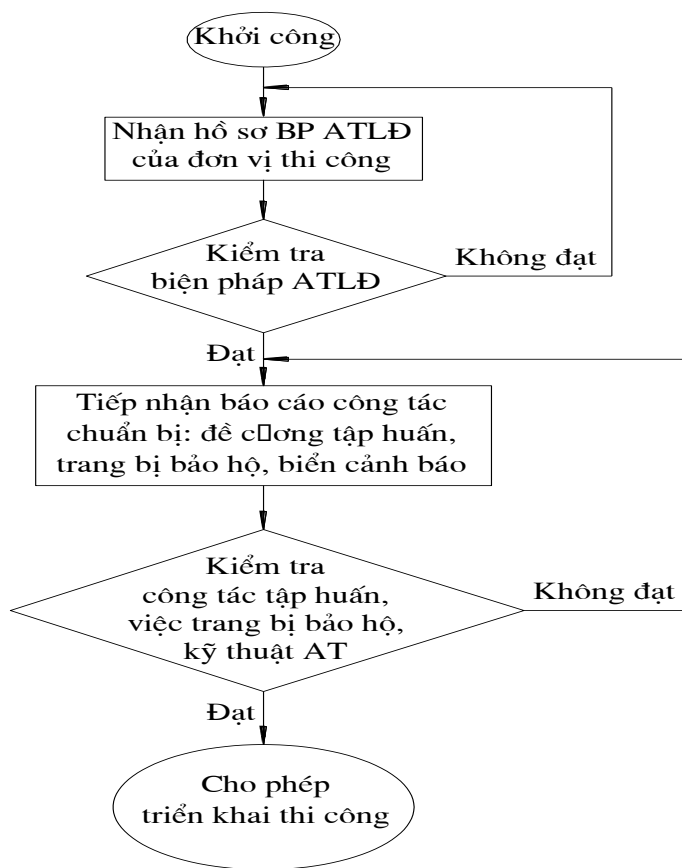 Khởi công
Nhận hồ sơ BP ATLĐ
của đơn vị thi công
Kiểm tra
biện pháp ATLĐ
Không đạt
Đạt
Tiếp nhận báo cáo công tác
chuẩn bị: đề c□ơng tập huấn,
trang bị bảo hộ, biển cảnh báo
Kiểm tra
công tác tập huấn,
việc trang bị bảo hộ,
kỹ thuật AT
Không đạt
Đạt
Cho phép
triển khai thi công